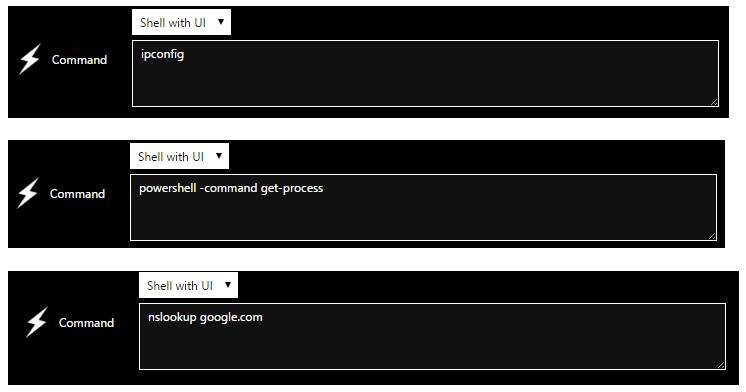 Shell with UI
Command
ipconfig
Shell with UI
Command
powershell -command get-process
Shell with UI
Command
nslookup google.com